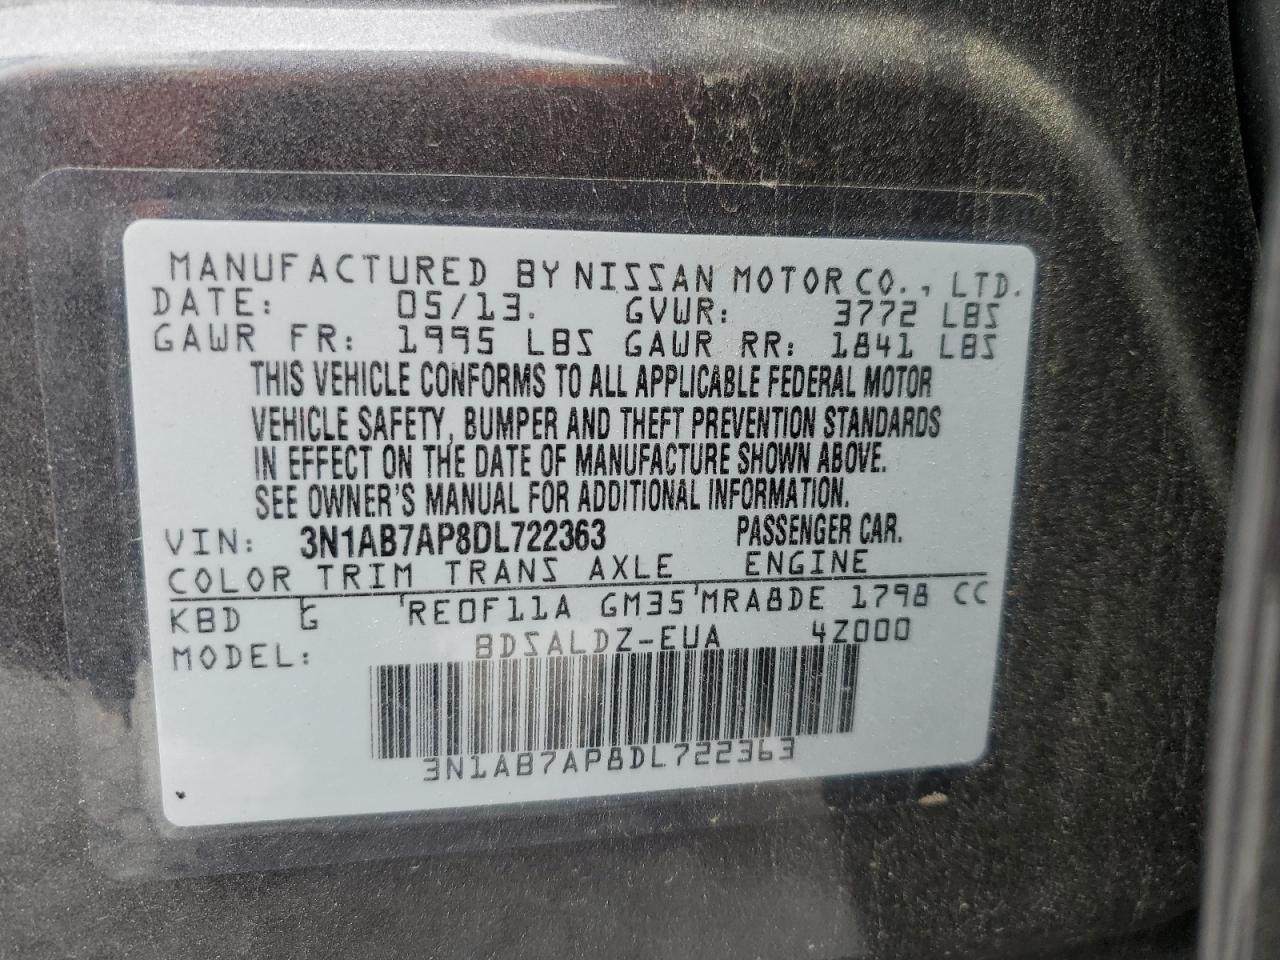 MANUFACTURED BY NISSAN MOTOR CO., LTD.
DATE: 05/13. GVWR: 3772 LBS
GAWR FR: 1995 LBS GAWR RR: 1841 LBS
THIS VEHICLE CONFORMS TO ALL APPLICABLE FEDERAL MOTOR
VEHICLE SAFETY, BUMPER AND THEFT PREVENTION STANDARDS
IN EFFECT ON THE DATE OF MANUFACTURE SHOWN ABOVE.
SEE OWNER'S MANUAL FOR ADDITIONAL INFORMATION.
VIN: 3N1AB7AP8DL722363 PASSENGER CAR.
COLOR TRIM TRANS AXLE ENGINE
KBD G RE0F11A GM35 MRA8DE 1798 CC
MODEL: BDSALDZ-EUA 4Z000
3N1AB7AP8DL722363